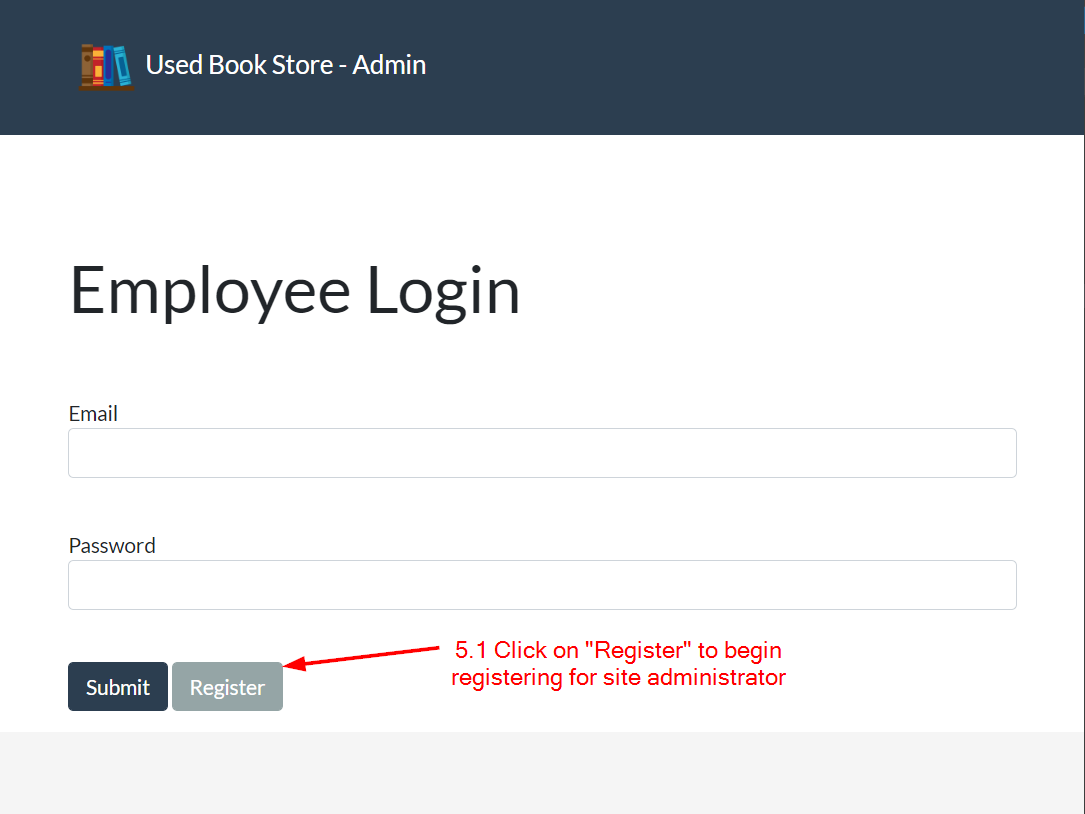 Used Book Store - Admin
Employee Login
Email
Password
5.1 Click on "Register" to begin
registering for site administrator
Submit
Register